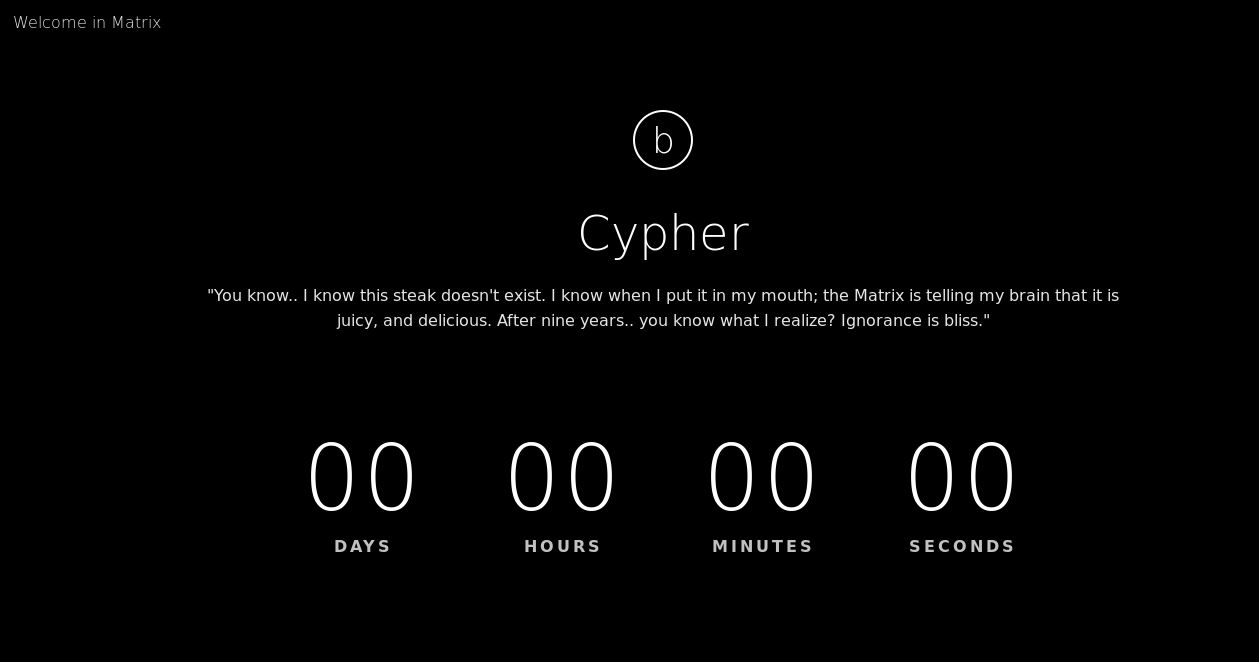 Welcome in Matrix
b
Cypher
"You know.. I know this steak doesn't exist. I know when I put it in my mouth; the Matrix is telling my brain that it is
juicy, and delicious. After nine years.. you know what I realize? Ignorance is bliss."
00 00 00 00
DAYS HOURS MINUTES SECONDS